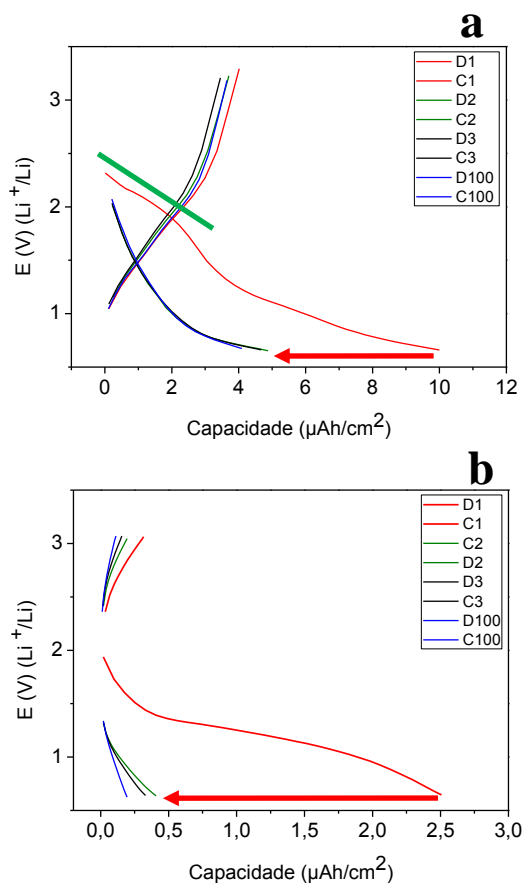 a
D1
C1
D2
C2
D3
C3
D100
C100
3
2
1
E (V) (Li⁺/Li)
0 2 4 6 8 10 12
Capacidade (µAh/cm²)
b
D1
C1
C2
D2
D3
C3
D100
C100
3
2
1
E (V) (Li⁺/Li)
0,0 0,5 1,0 1,5 2,0 2,5 3,0
Capacidade (µAh/cm²)